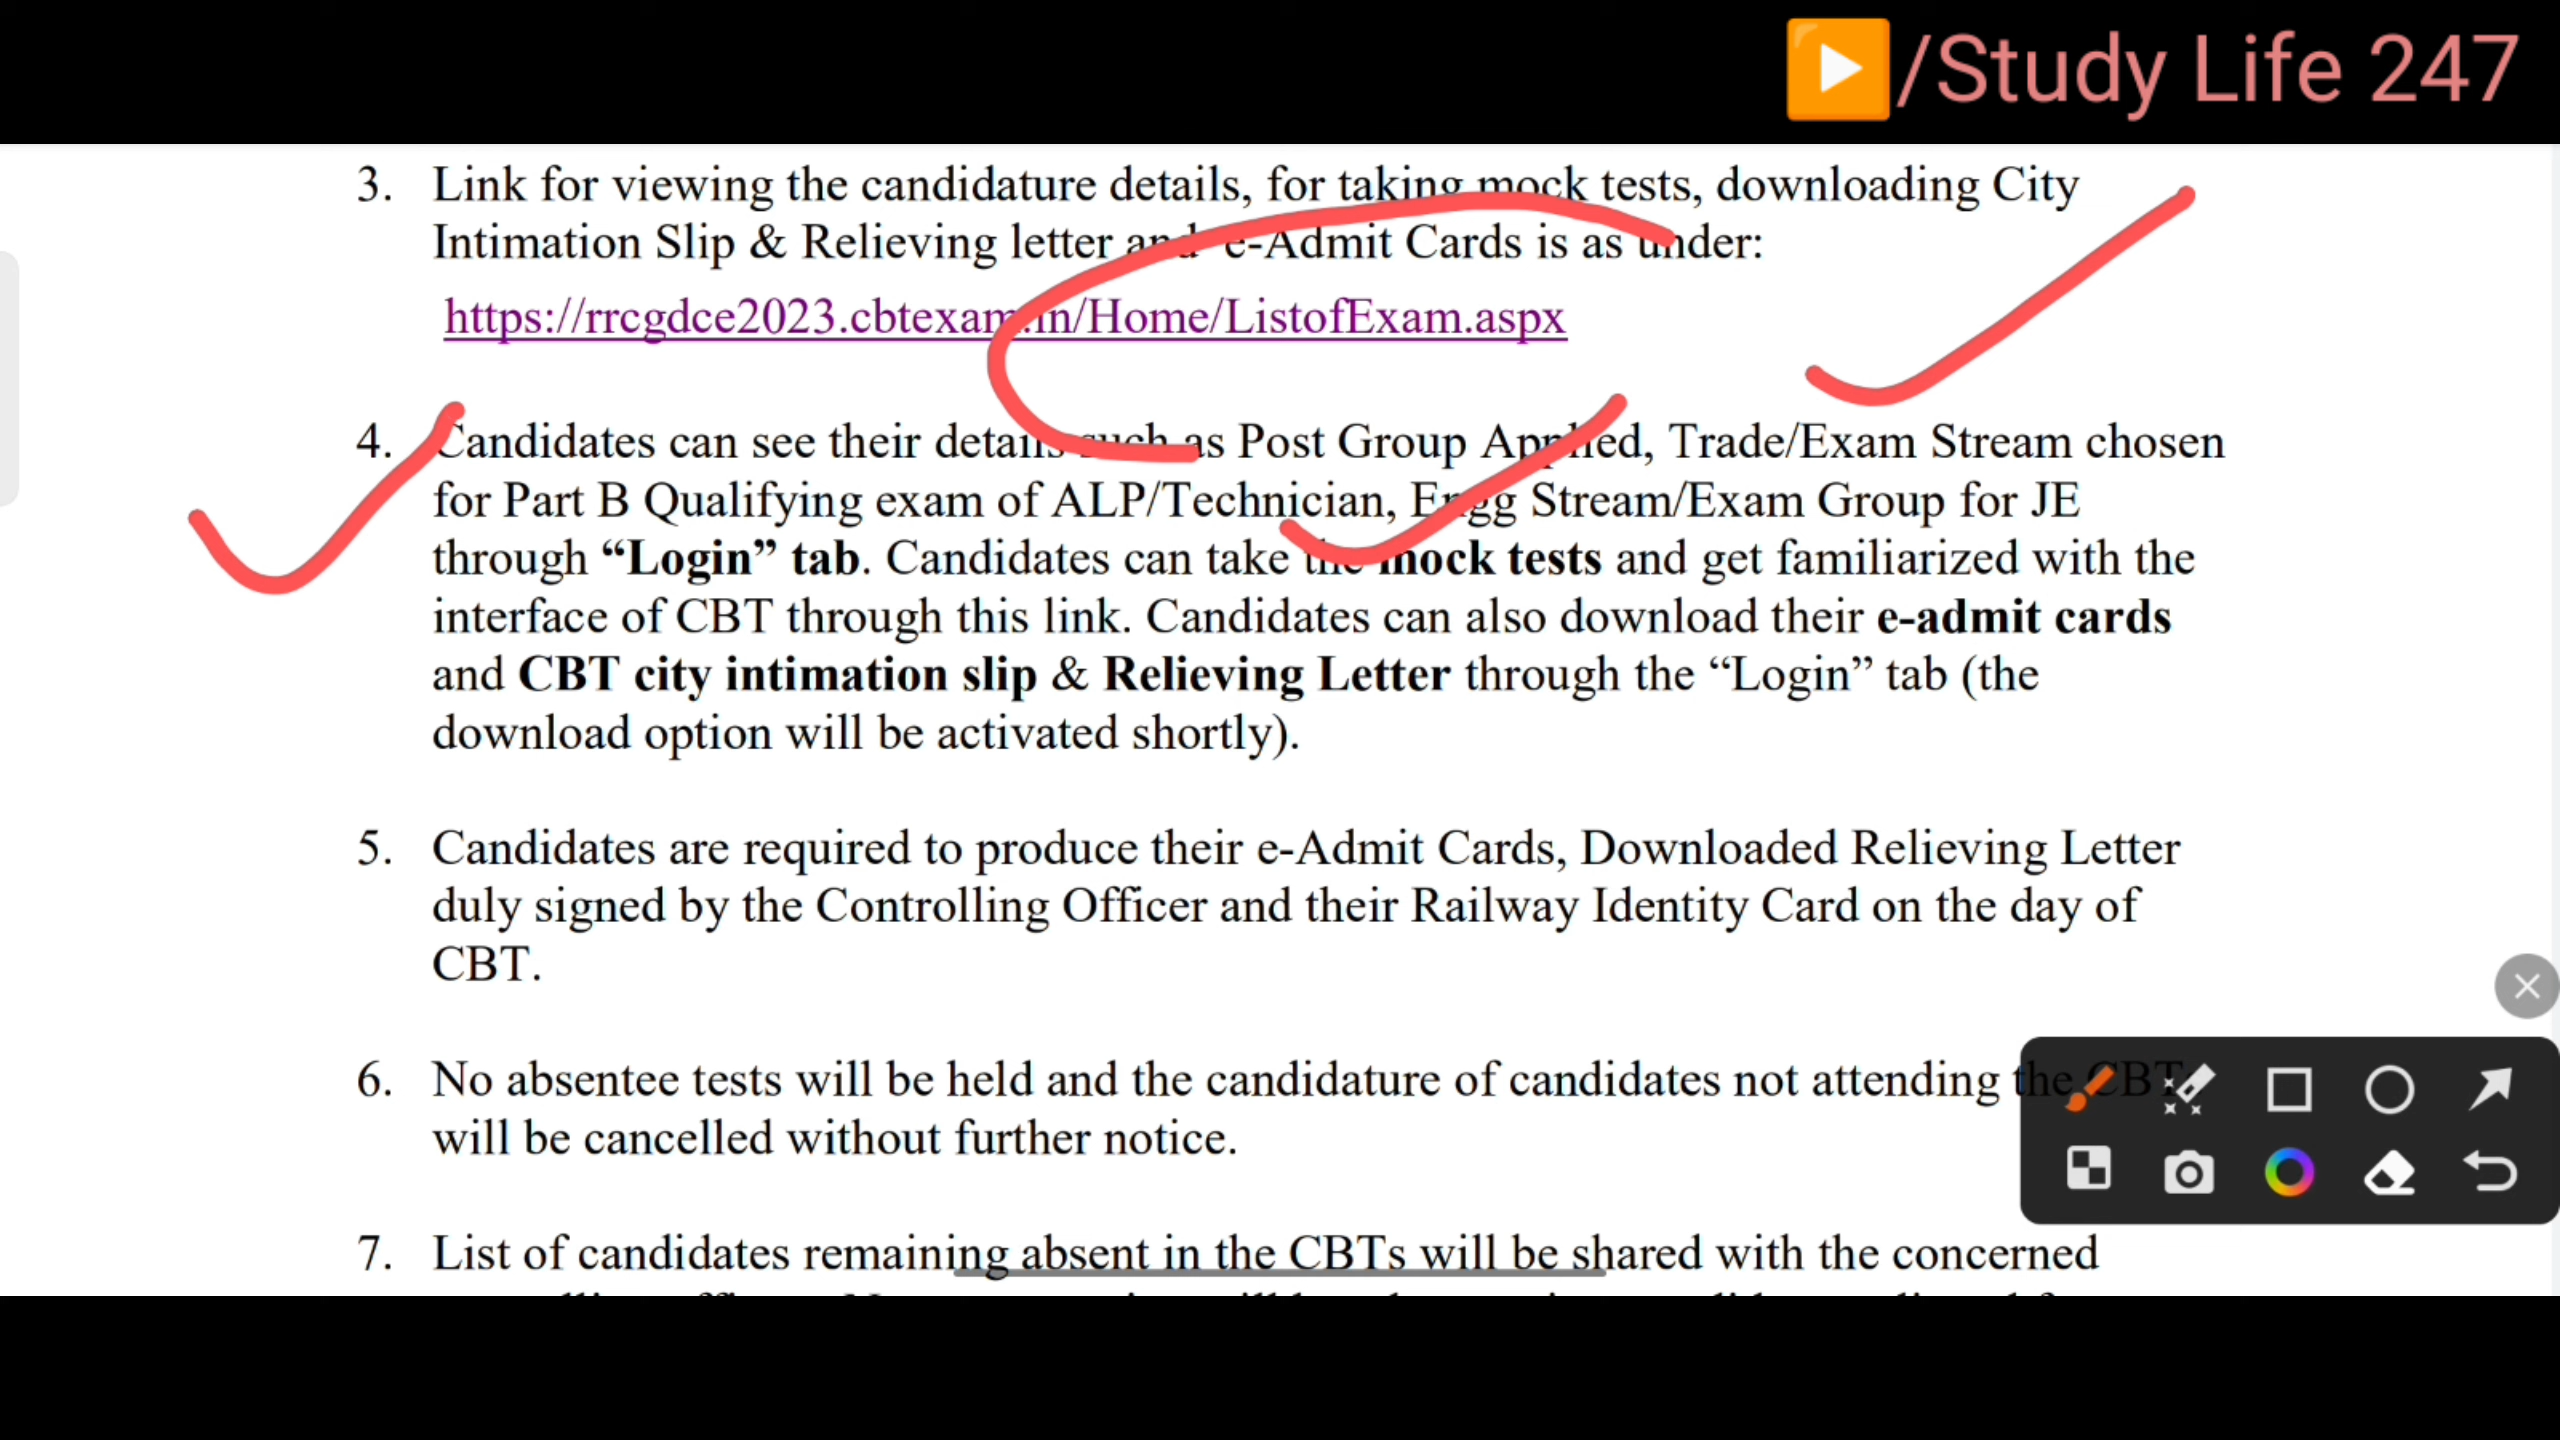 /Study Life 247
3. Link for viewing the candidature details, for taking mock tests, downloading City
Intimation Slip & Relieving letter and e-Admit Cards is as under:
https://rrcgdce2023.cbtexam.in/Home/ListofExam.aspx
4. Candidates can see their details such as Post Group Applied, Trade/Exam Stream chosen
for Part B Qualifying exam of ALP/Technician, Engg Stream/Exam Group for JE
through “Login” tab. Candidates can take the mock tests and get familiarized with the
interface of CBT through this link. Candidates can also download their e-admit cards
and CBT city intimation slip & Relieving Letter through the “Login” tab (the
download option will be activated shortly).
5. Candidates are required to produce their e-Admit Cards, Downloaded Relieving Letter
duly signed by the Controlling Officer and their Railway Identity Card on the day of
CBT.
6. No absentee tests will be held and the candidature of candidates not attending the CBT
will be cancelled without further notice.
7. List of candidates remaining absent in the CBTs will be shared with the concerned